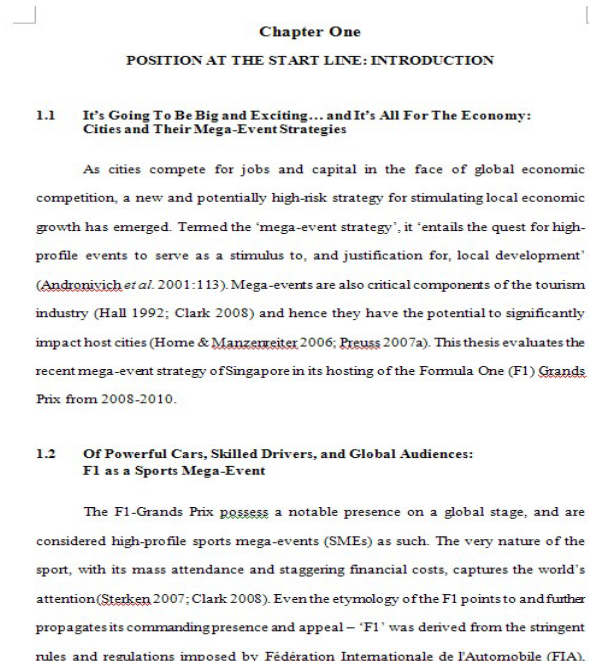 Chapter One
POSITION AT THE START LINE: INTRODUCTION
1.1 It's Going To Be Big and Exciting… and It's All For The Economy:
Cities and Their Mega-Event Strategies
As cities compete for jobs and capital in the face of global economic
competition, a new and potentially high-risk strategy for stimulating local economic
growth has emerged. Termed the ‘mega-event strategy’, it ‘entails the quest for high-
profile events to serve as a stimulus to, and justification for, local development’
(Andronivich et al. 2001:113). Mega-events are also critical components of the tourism
industry (Hall 1992; Clark 2008) and hence they have the potential to significantly
impact host cities (Horne & Manzenreiter 2006; Preuss 2007a). This thesis evaluates the
recent mega-event strategy of Singapore in its hosting of the Formula One (F1) Grands
Prix from 2008-2010.
1.2 Of Powerful Cars, Skilled Drivers, and Global Audiences:
F1 as a Sports Mega-Event
The F1-Grands Prix possess a notable presence on a global stage, and are
considered high-profile sports mega-events (SMEs) as such. The very nature of the
sport, with its mass attendance and staggering financial costs, captures the world's
attention (Sterken 2007; Clark 2008). Even the etymology of the F1 points to and further
propagates its commanding presence and appeal – ‘F1’ was derived from the stringent
rules and regulations imposed by Fédération Internationale de l'Automobile (FIA),